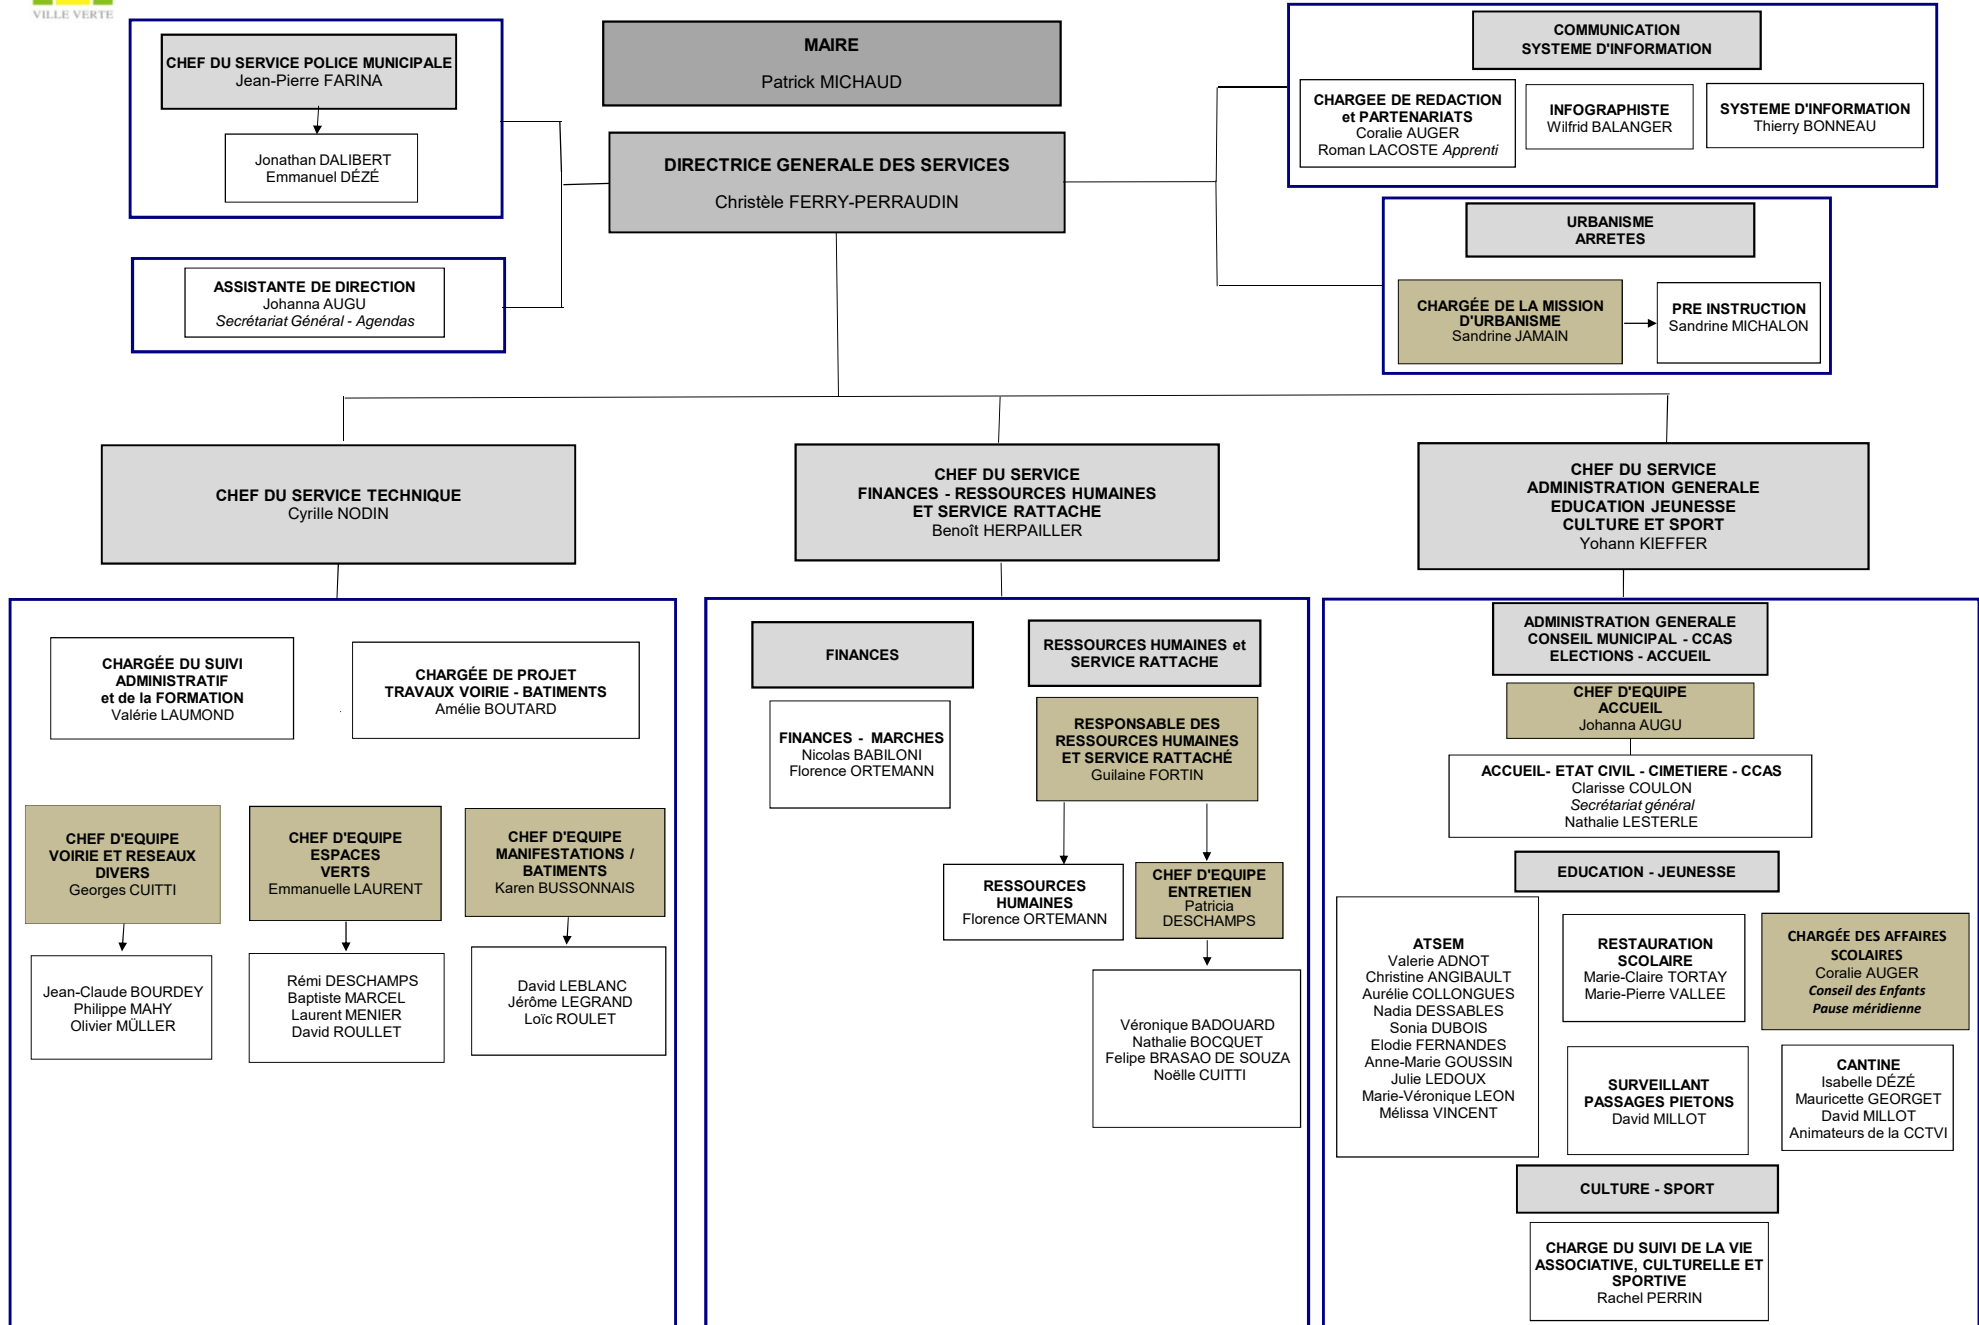 VILLE VERTE
CHEF DU SERVICE POLICE MUNICIPALE
Jean-Pierre FARINA
Jonathan DALIBERT
Emmanuel DÉZÉ
ASSISTANTE DE DIRECTION
Johanna AUGU
Secrétariat Général - Agendas
MAIRE
Patrick MICHAUD
DIRECTRICE GENERALE DES SERVICES
Christèle FERRY-PERRAUDIN
COMMUNICATION
SYSTEME D'INFORMATION
CHARGEE DE REDACTION
et PARTENARIATS
Coralie AUGER
Roman LACOSTE Apprenti
INFOGRAPHISTE
Wilfrid BALANGER
SYSTEME D'INFORMATION
Thierry BONNEAU
URBANISME
ARRETES
CHARGÉE DE LA MISSION
D'URBANISME
Sandrine JAMAIN
PRE INSTRUCTION
Sandrine MICHALON
CHEF DU SERVICE TECHNIQUE
Cyrille NODIN
CHARGÉE DU SUIVI
ADMINISTRATIF
et de la FORMATION
Valérie LAUMOND
CHARGÉE DE PROJET
TRAVAUX VOIRIE - BATIMENTS
Amélie BOUTARD
CHEF D'EQUIPE
VOIRIE ET RESEAUX
DIVERS
Georges CUITTI
CHEF D'EQUIPE
ESPACES
VERTS
Emmanuelle LAURENT
CHEF D'EQUIPE
MANIFESTATIONS /
BATIMENTS
Karen BUSSONNAIS
Jean-Claude BOURDEY
Philippe MAHY
Olivier MÜLLER
Rémi DESCHAMPS
Baptiste MARCEL
Laurent MENIER
David ROULLET
David LEBLANC
Jérôme LEGRAND
Loïc ROULET
CHEF DU SERVICE
FINANCES - RESSOURCES HUMAINES
ET SERVICE RATTACHE
Benoît HERPAILLER
FINANCES
FINANCES - MARCHES
Nicolas BABILONI
Florence ORTEMANN
RESSOURCES HUMAINES et
SERVICE RATTACHE
RESPONSABLE DES
RESSOURCES HUMAINES
ET SERVICE RATTACHÉ
Guilaine FORTIN
RESSOURCES
HUMAINES
Florence ORTEMANN
CHEF D'EQUIPE
ENTRETIEN
Patricia
DESCHAMPS
Véronique BADOUARD
Nathalie BOCQUET
Felipe BRASAO DE SOUZA
Noëlle CUITTI
CHEF DU SERVICE
ADMINISTRATION GENERALE
EDUCATION JEUNESSE
CULTURE ET SPORT
Yohann KIEFFER
ADMINISTRATION GENERALE
CONSEIL MUNICIPAL - CCAS
ELECTIONS - ACCUEIL
CHEF D'EQUIPE
ACCUEIL
Johanna AUGU
ACCUEIL- ETAT CIVIL - CIMETIERE - CCAS
Clarisse COULON
Secrétariat général
Nathalie LESTERLE
EDUCATION - JEUNESSE
ATSEM
Valerie ADNOT
Christine ANGIBAULT
Aurélie COLLONGUES
Nadia DESSABLES
Sonia DUBOIS
Elodie FERNANDES
Anne-Marie GOUSSIN
Julie LEDOUX
Marie-Véronique LEON
Mélissa VINCENT
RESTAURATION
SCOLAIRE
Marie-Claire TORTAY
Marie-Pierre VALLEE
CHARGÉE DES AFFAIRES
SCOLAIRES
Coralie AUGER
Conseil des Enfants
Pause méridienne
SURVEILLANT
PASSAGES PIETONS
David MILLOT
CANTINE
Isabelle DÉZÉ
Mauricette GEORGET
David MILLOT
Animateurs de la CCTVI
CULTURE - SPORT
CHARGE DU SUIVI DE LA VIE
ASSOCIATIVE, CULTURELLE ET
SPORTIVE
Rachel PERRIN